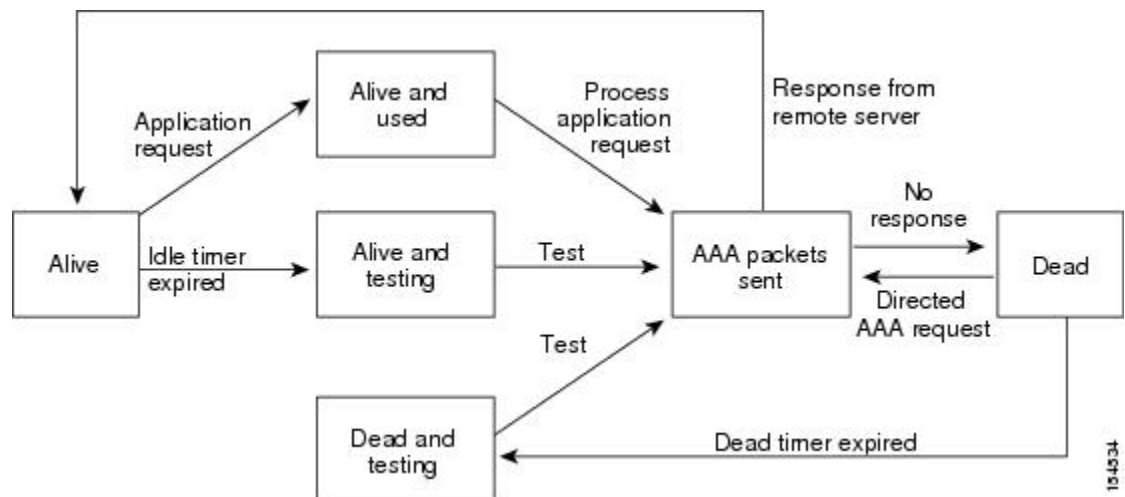 Response from
remote server
Alive and
used
Process
application
request
Application
request
No
response
Alive
Idle timer
expired
Alive and
testing
Test
AAA packets
sent
Dead
Directed
AAA request
Test
Dead and
testing
Dead timer expired
154534